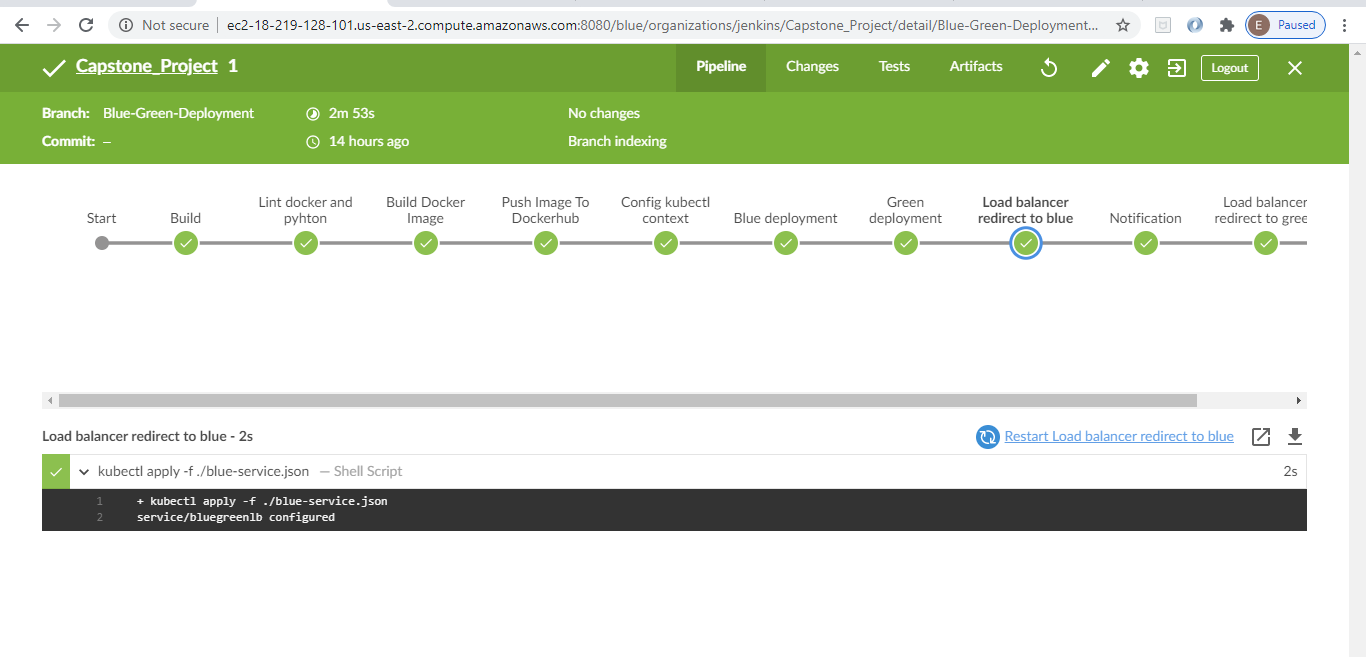 Not secure
ec2-18-219-128-101.us-east-2.compute.amazonaws.com:8080/blue/organizations/jenkins/Capstone_Project/detail/Blue-Green-Deployment...
E Paused
Capstone_Project 1
Pipeline Changes Tests Artifacts Logout
Branch: Blue-Green-Deployment 2m 53s No changes
Commit: – 14 hours ago Branch indexing
Start
Build
Lint docker and
pyhton
Build Docker
Image
Push Image To
Dockerhub
Config kubectl
context
Blue deployment
Green
deployment
Load balancer
redirect to blue
Notification
Load balancer
redirect to gree
Load balancer redirect to blue - 2s
Restart Load balancer redirect to blue
kubectl apply -f ./blue-service.json — Shell Script 2s
1 + kubectl apply -f ./blue-service.json
2 service/bluegreenlb configured